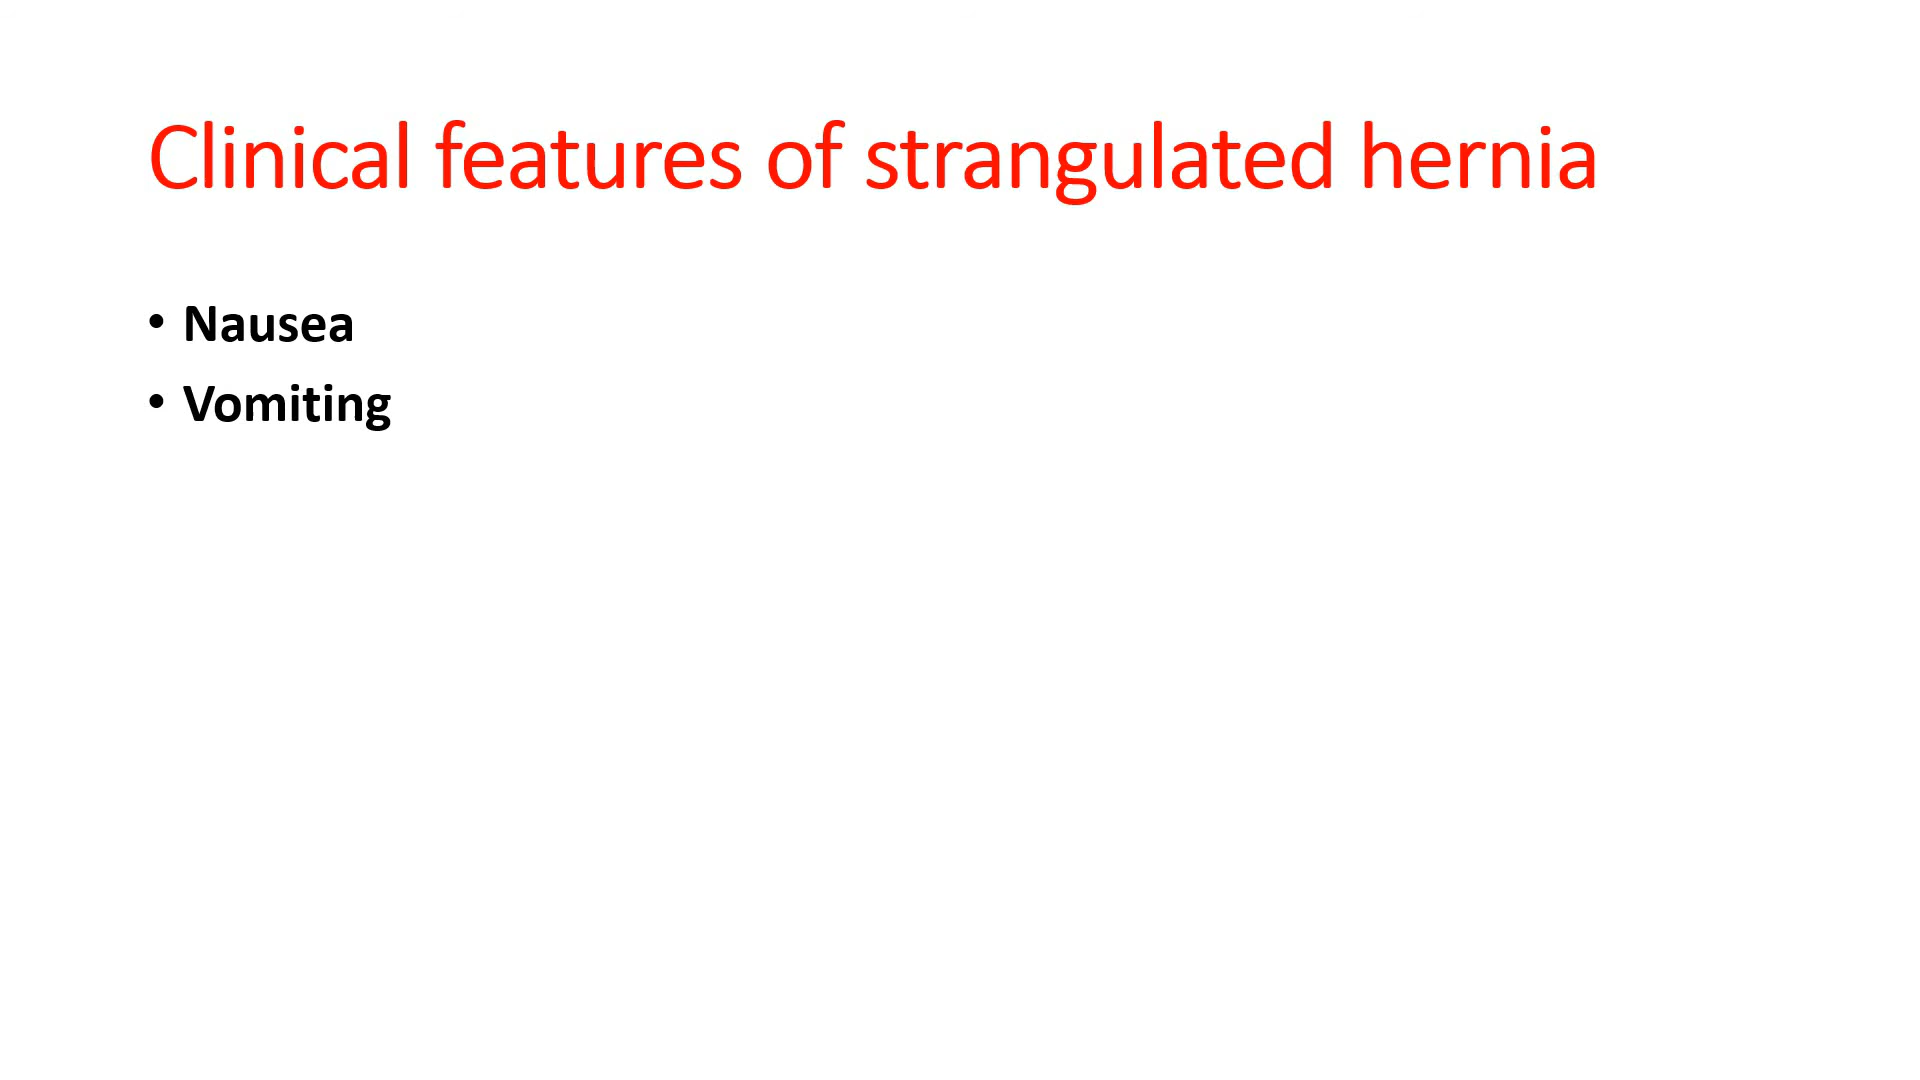 Clinical features of strangulated hernia
• Nausea
• Vomiting